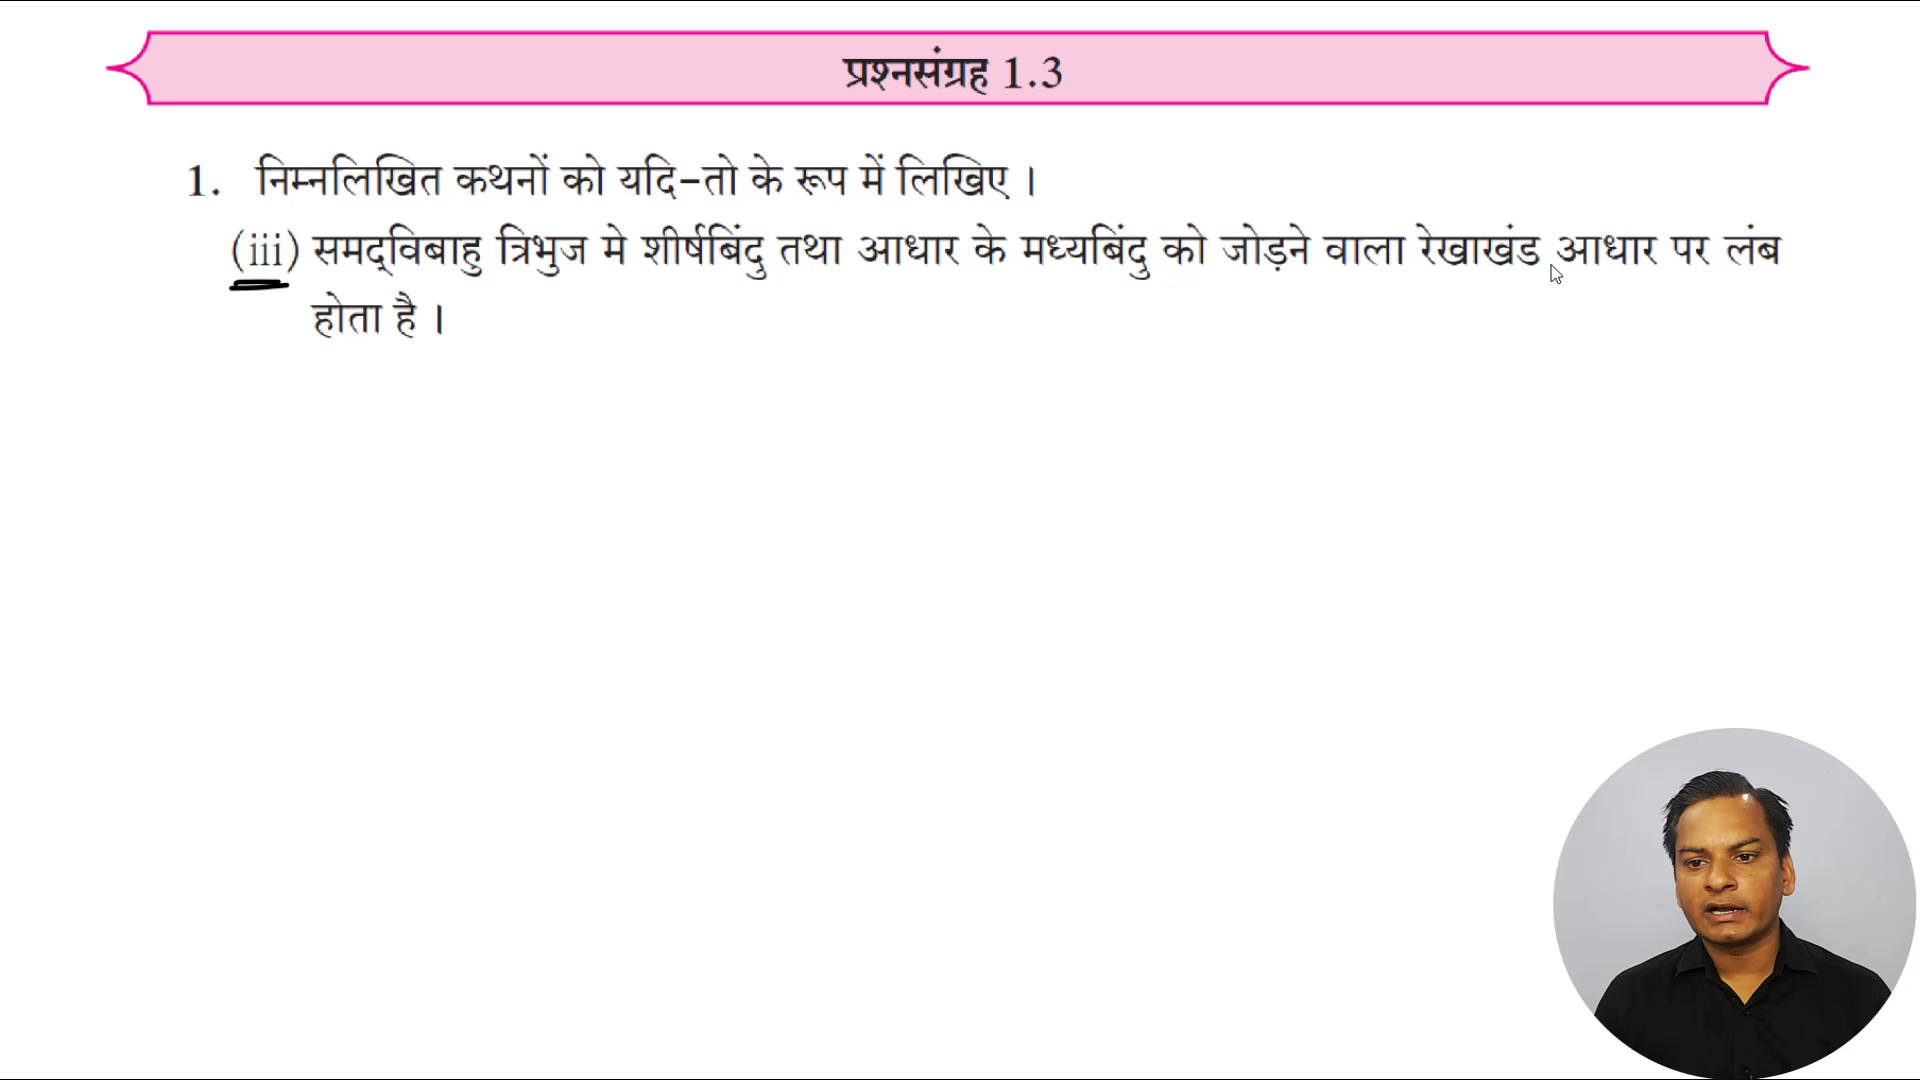 प्रश्नसंग्रह 1.3
1. निम्नलिखित कथनों को यदि-तो के रूप में लिखिए ।
(iii) समद्‌विबाहु त्रिभुज मे शीर्षबिंदु तथा आधार के मध्यबिंदु को जोड़ने वाला रेखाखंड आधार पर लंब
होता है ।